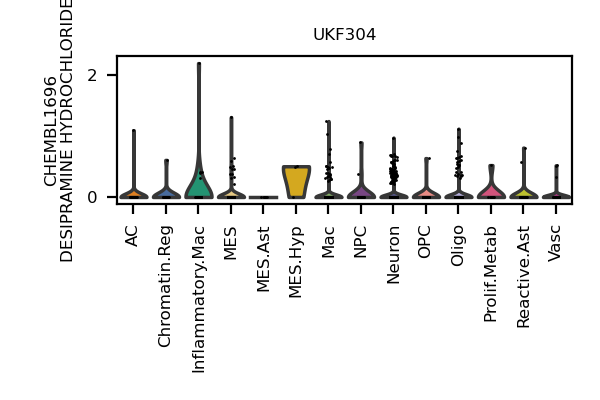 UKF304
CHEMBL1696
DESIPRAMINE HYDROCHLORIDE
2
0
AC
Chromatin.Reg
Inflammatory.Mac
MES
MES.Ast
MES.Hyp
Mac
NPC
Neuron
OPC
Oligo
Prolif.Metab
Reactive.Ast
Vasc